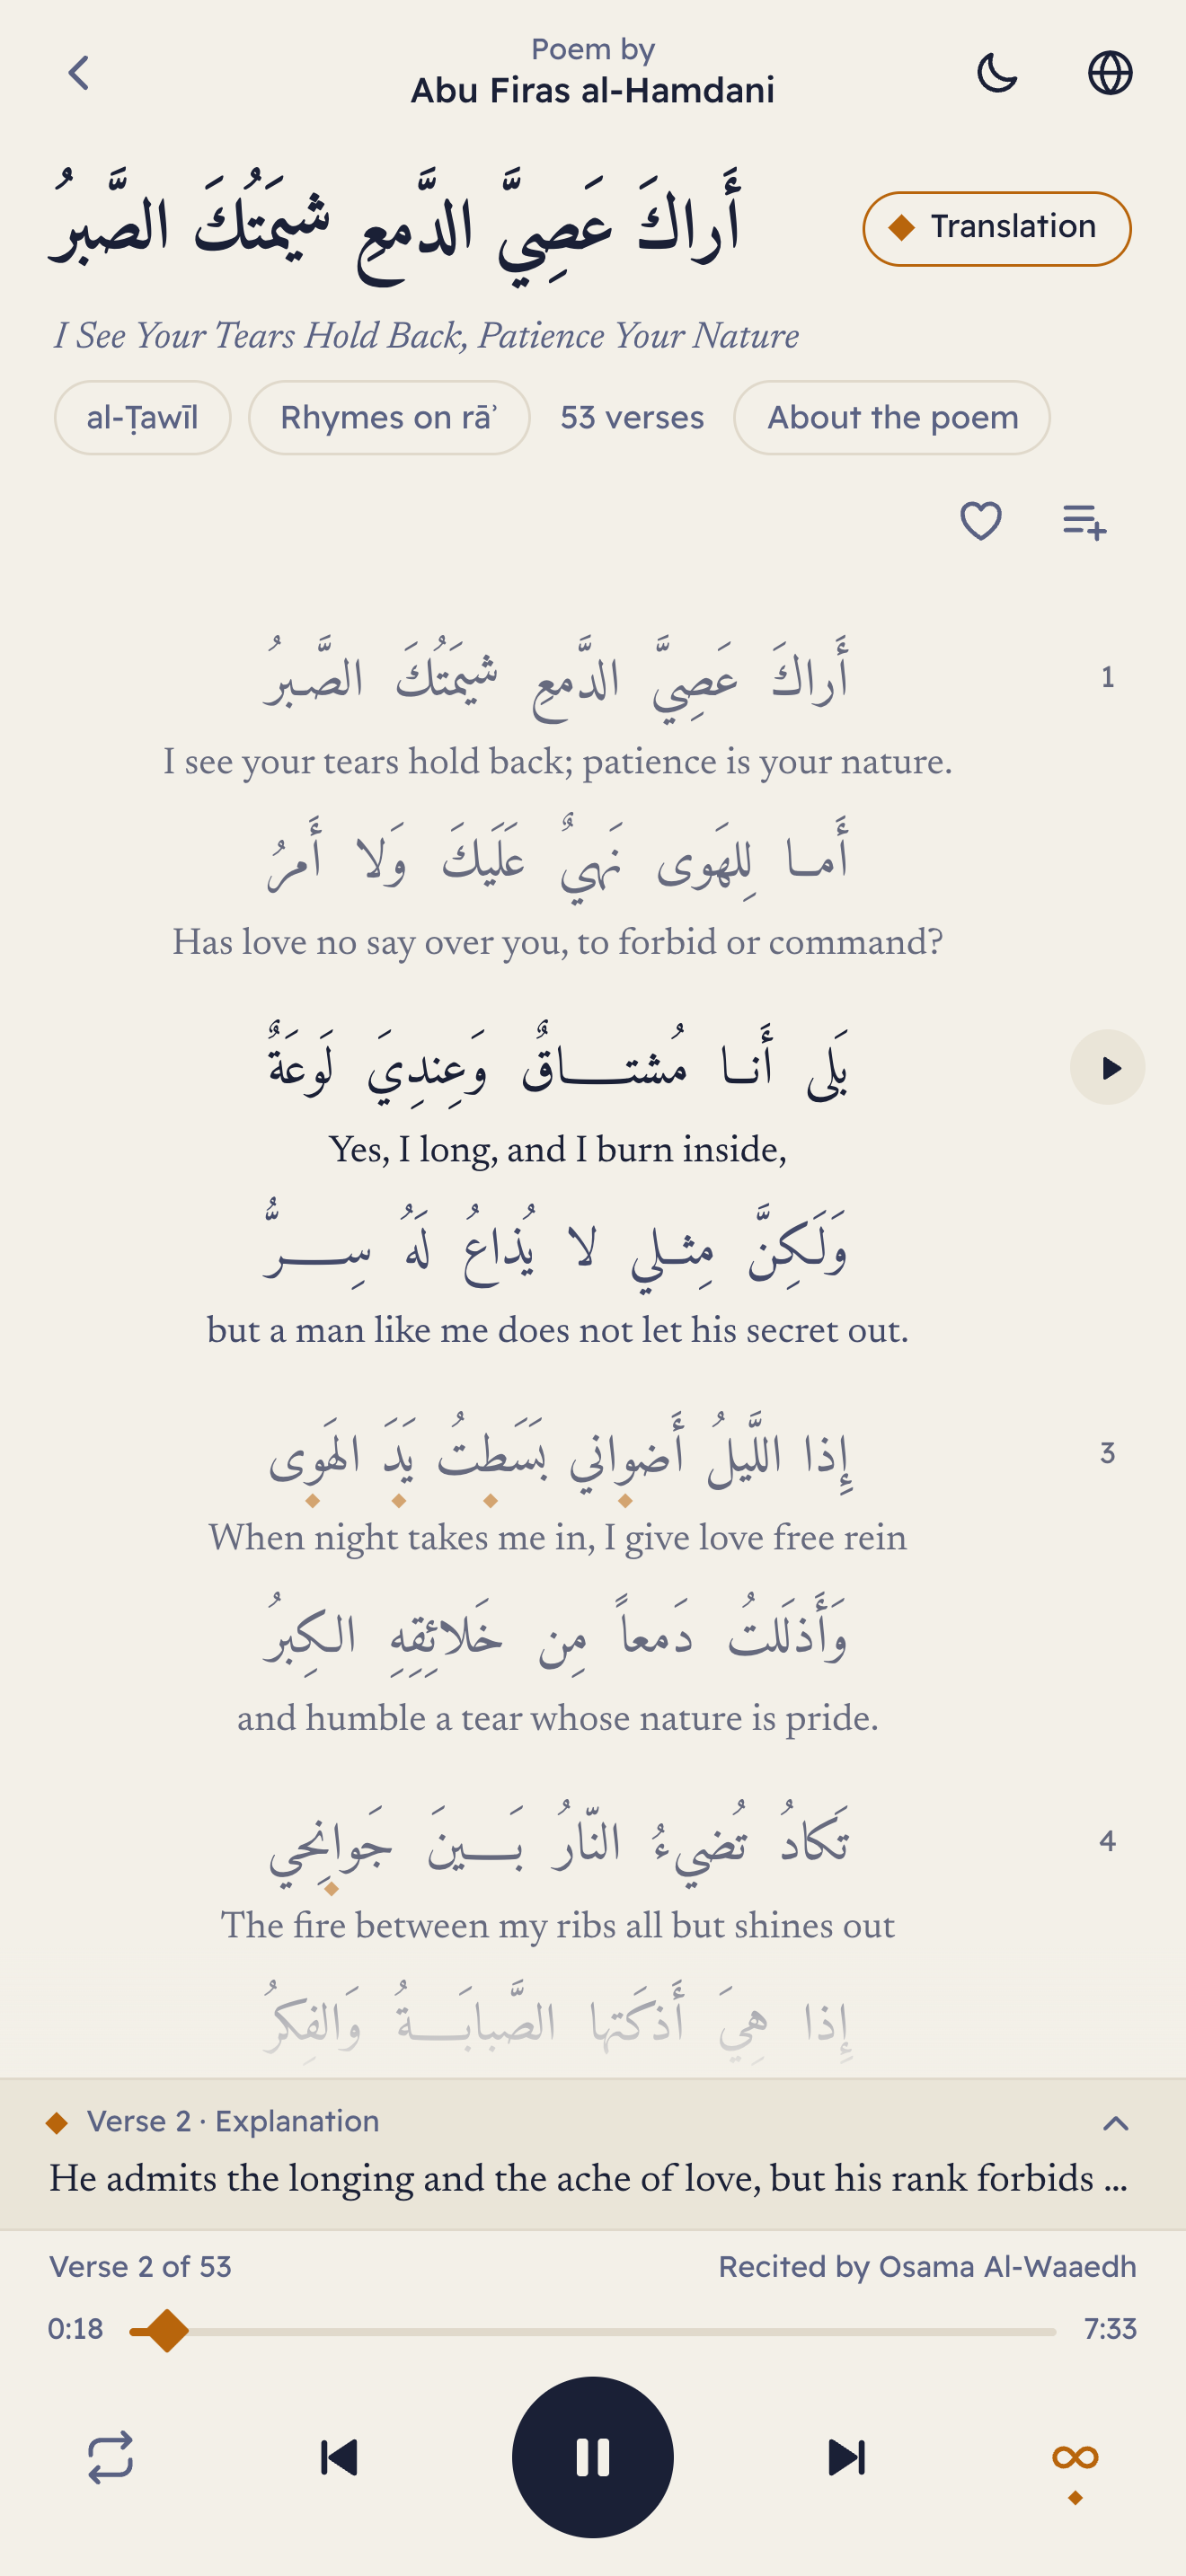 Poem by
Abu Firas al-Hamdani
أَراكَ عَصِيَّ الدَّمعِ شيمَتُكَ الصَّبرُ
Translation
I See Your Tears Hold Back, Patience Your Nature
al-Ṭawīl
Rhymes on rāʾ
53 verses
About the poem
أَراكَ عَصِيَّ الدَّمعِ شيمَتُكَ الصَّبرُ
1
I see your tears hold back; patience is your nature.
أَما لِلهَوى نَهيٌ عَلَيكَ وَلا أَمرُ
Has love no say over you, to forbid or command?
بَلى أَنا مُشتاقٌ وَعِندِيَ لَوعَةٌ
Yes, I long, and I burn inside,
وَلَكِنَّ مِثلي لا يُذاعُ لَهُ سِرُّ
but a man like me does not let his secret out.
إِذا اللَّيلُ أَضواني بَسَطتُ يَدَ الهَوى
3
When night takes me in, I give love free rein
وَأَذلَلتُ دَمعاً مِن خَلائِقِهِ الكِبرُ
and humble a tear whose nature is pride.
تَكادُ تُضيءُ النّارُ بَينَ جَوانِحي
4
The fire between my ribs all but shines out
إِذا هِيَ أَذكَتها الصَّبابَةُ وَالفِكرُ
Verse 2 · Explanation
He admits the longing and the ache of love, but his rank forbids ...
Verse 2 of 53
Recited by Osama Al-Waaedh
0:18
7:33